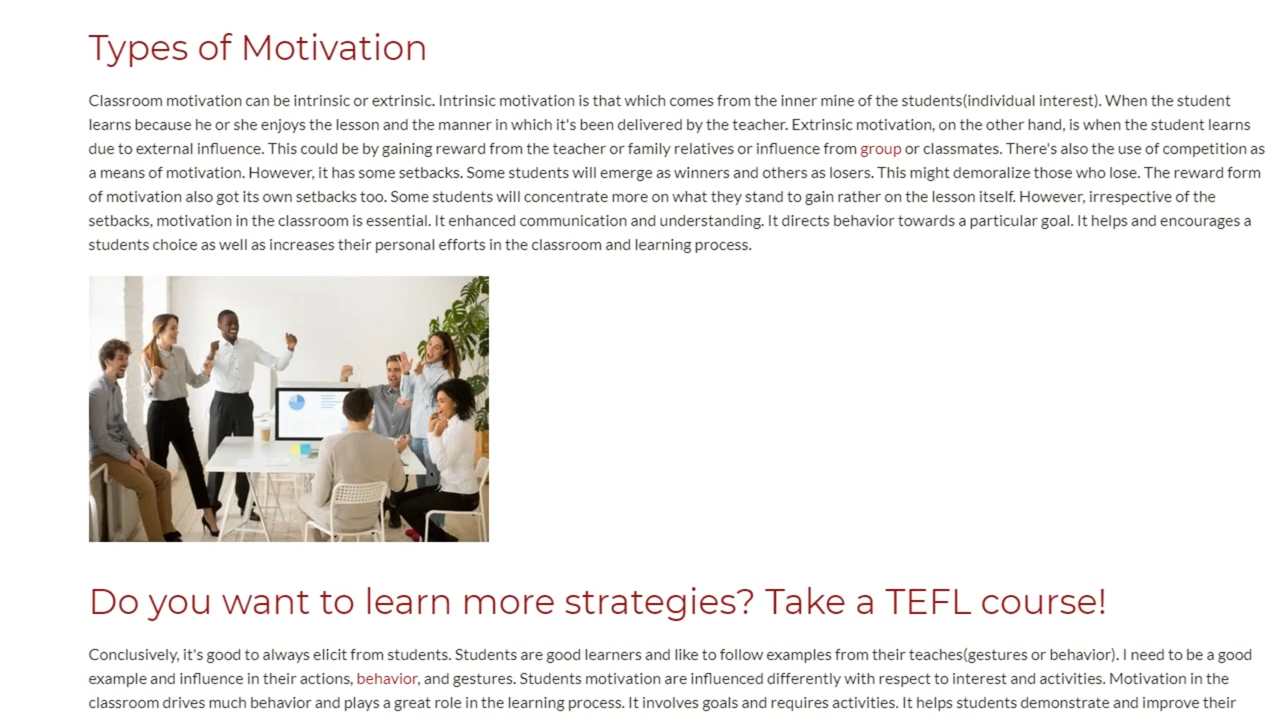 Types of Motivation
Classroom motivation can be intrinsic or extrinsic. Intrinsic motivation is that which comes from the inner mine of the students(individual interest). When the student
learns because he or she enjoys the lesson and the manner in which it's been delivered by the teacher. Extrinsic motivation, on the other hand, is when the student learns
due to external influence. This could be by gaining reward from the teacher or family relatives or influence from group or classmates. There's also the use of competition as
a means of motivation. However, it has some setbacks. Some students will emerge as winners and others as losers. This might demoralize those who lose. The reward form
of motivation also got its own setbacks too. Some students will concentrate more on what they stand to gain rather on the lesson itself. However, irrespective of the
setbacks, motivation in the classroom is essential. It enhanced communication and understanding. It directs behavior towards a particular goal. It helps and encourages a
students choice as well as increases their personal efforts in the classroom and learning process.
Do you want to learn more strategies? Take a TEFL course!
Conclusively, it's good to always elicit from students. Students are good learners and like to follow examples from their teaches(gestures or behavior). I need to be a good
example and influence in their actions, behavior, and gestures. Students motivation are influenced differently with respect to interest and activities. Motivation in the
classroom drives much behavior and plays a great role in the learning process. It involves goals and requires activities. It helps students demonstrate and improve their